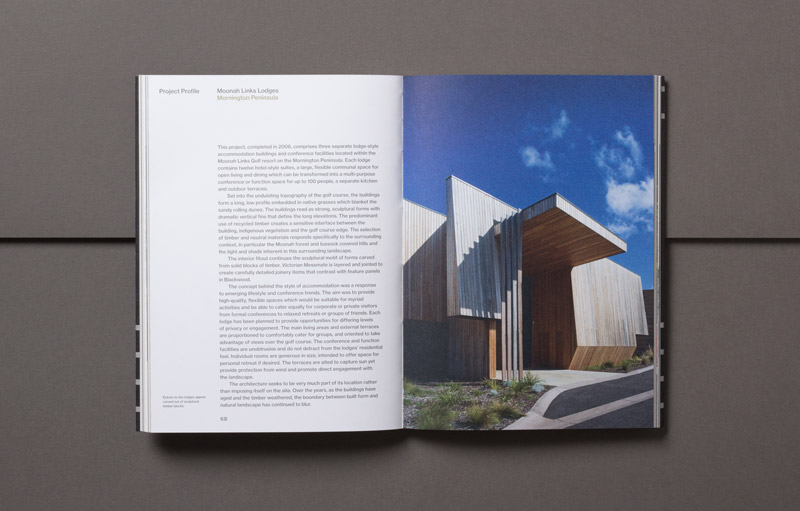 Project Profile
Moonah Links Lodges
Mornington Peninsula
This project, completed in 2006, comprises three separate lodge-style
accommodation buildings and conference facilities located within the
Moonah Links Golf resort on the Mornington Peninsula. Each lodge
contains twelve hotel-style suites, a large, flexible communal space for
open living and dining which can be transformed into a multi-purpose
conference or function space for up to 100 people, a separate kitchen
and outdoor terraces.
Set into the undulating topography of the golf course, the buildings
form a long, low profile embedded in native grasses which blanket the
sandy rolling dunes. The buildings read as strong, sculptural forms with
dramatic vertical fins that define the long elevations. The predominant
use of recycled timber creates a sensitive interface between the
building, indigenous vegetation and the golf course edge. The selection
of timber and neutral materials responds specifically to the surrounding
context, in particular the Moonah forest and tussock covered hills and
the light and shade inherent in this surrounding landscape.
The interior fitout continues the sculptural motif of forms carved
from solid blocks of timber. Victorian Messmate is layered and jointed to
create carefully detailed joinery items that contrast with feature panels
in Blackwood.
The concept behind the style of accommodation was a response
to emerging lifestyle and conference trends. The aim was to provide
high-quality, flexible spaces which would be suitable for myriad
activities and be able to cater equally for corporate or private visitors
from formal conferences to relaxed retreats or groups of friends. Each
lodge has been planned to provide opportunities for differing levels
of privacy or engagement. The main living areas and external terraces
are proportioned to comfortably cater for groups, and oriented to take
advantage of views over the golf course. The conference and function
facilities are unobtrusive and do not detract from the lodges' residential
feel. Individual rooms are generous in size, intended to offer space for
personal retreat if desired. The terraces are sited to capture sun yet
provide protection from wind and promote direct engagement with
the landscape.
The architecture seeks to be very much part of its location rather
than imposing itself on the site. Over the years, as the buildings have
aged and the timber weathered, the boundary between built form and
natural landscape has continued to blur.
Entries to the lodges appear
carved out of sculptural
timber blocks.